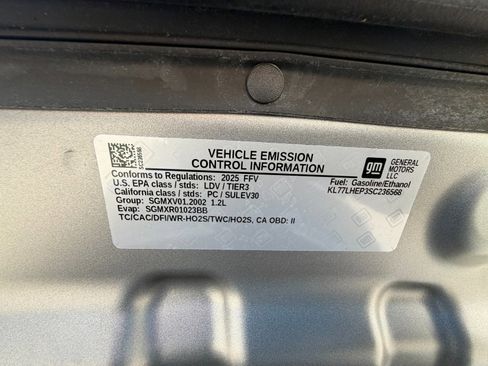 VEHICLE EMISSION
CONTROL INFORMATION
gm
GENERAL
MOTORS
LLC
Conforms to Regulations: 2025 FFV
U.S. EPA class / stds: LDV / TIER3
California class / stds: PC / SULEV30
Group: SGMXV01.2002 1.2L
Evap: SGMXR01023BB
TC/CAC/DFI/WR-HO2S/TWC/HO2S, CA OBD: II
Fuel: Gasoline/Ethanol
KL77LHEP3SC236568